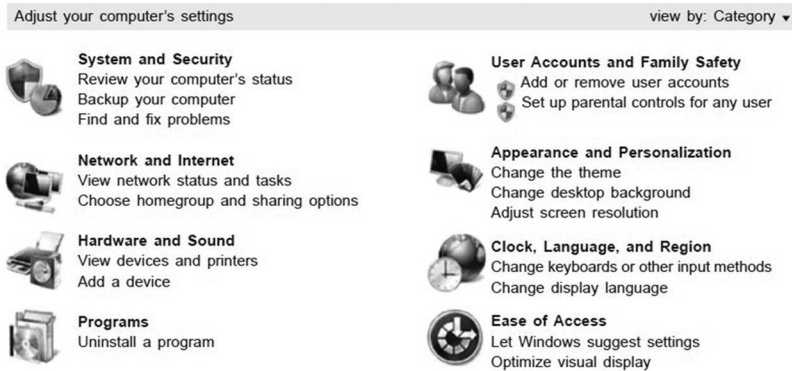 Adjust your computer's settings
view by: Category
System and Security
Review your computer's status
Backup your computer
Find and fix problems
Network and Internet
View network status and tasks
Choose homegroup and sharing options
Hardware and Sound
View devices and printers
Add a device
Programs
Uninstall a program
User Accounts and Family Safety
Add or remove user accounts
Set up parental controls for any user
Appearance and Personalization
Change the theme
Change desktop background
Adjust screen resolution
Clock, Language, and Region
Change keyboards or other input methods
Change display language
Ease of Access
Let Windows suggest settings
Optimize visual display